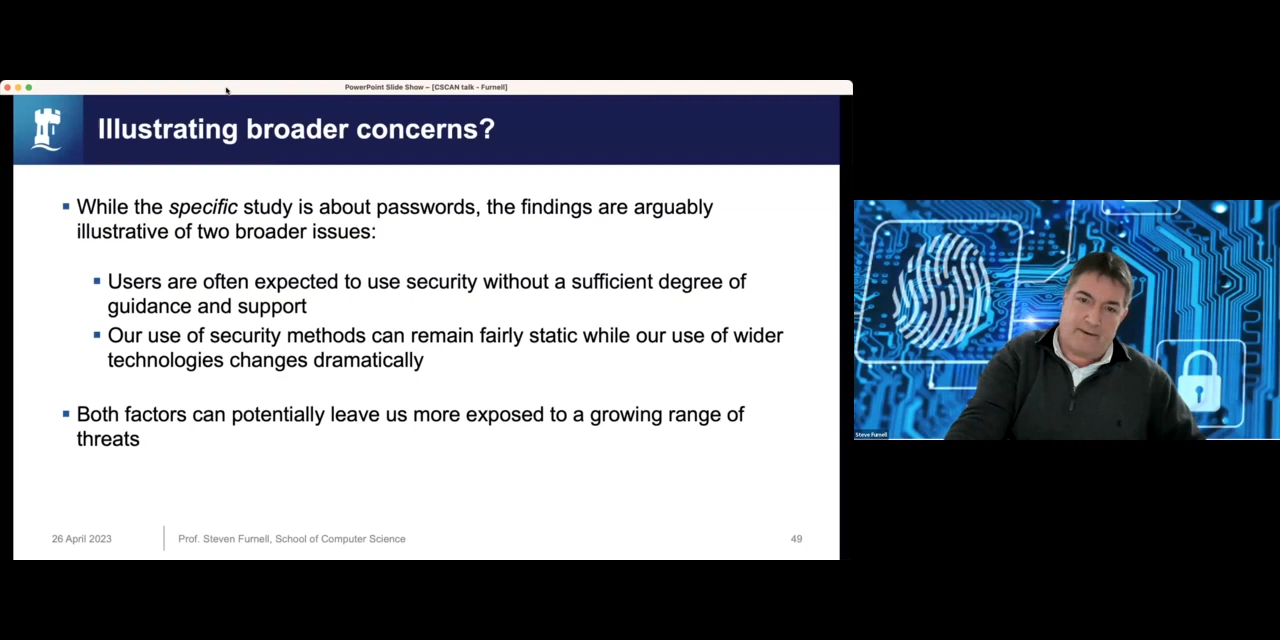 PowerPoint Slide Show – [CSCAN talk - Furnell]
Illustrating broader concerns?
▪ While the specific study is about passwords, the findings are arguably
illustrative of two broader issues:
▪ Users are often expected to use security without a sufficient degree of
guidance and support
▪ Our use of security methods can remain fairly static while our use of wider
technologies changes dramatically
▪ Both factors can potentially leave us more exposed to a growing range of
threats
26 April 2023
Prof. Steven Furnell, School of Computer Science
49
Steve Furnell